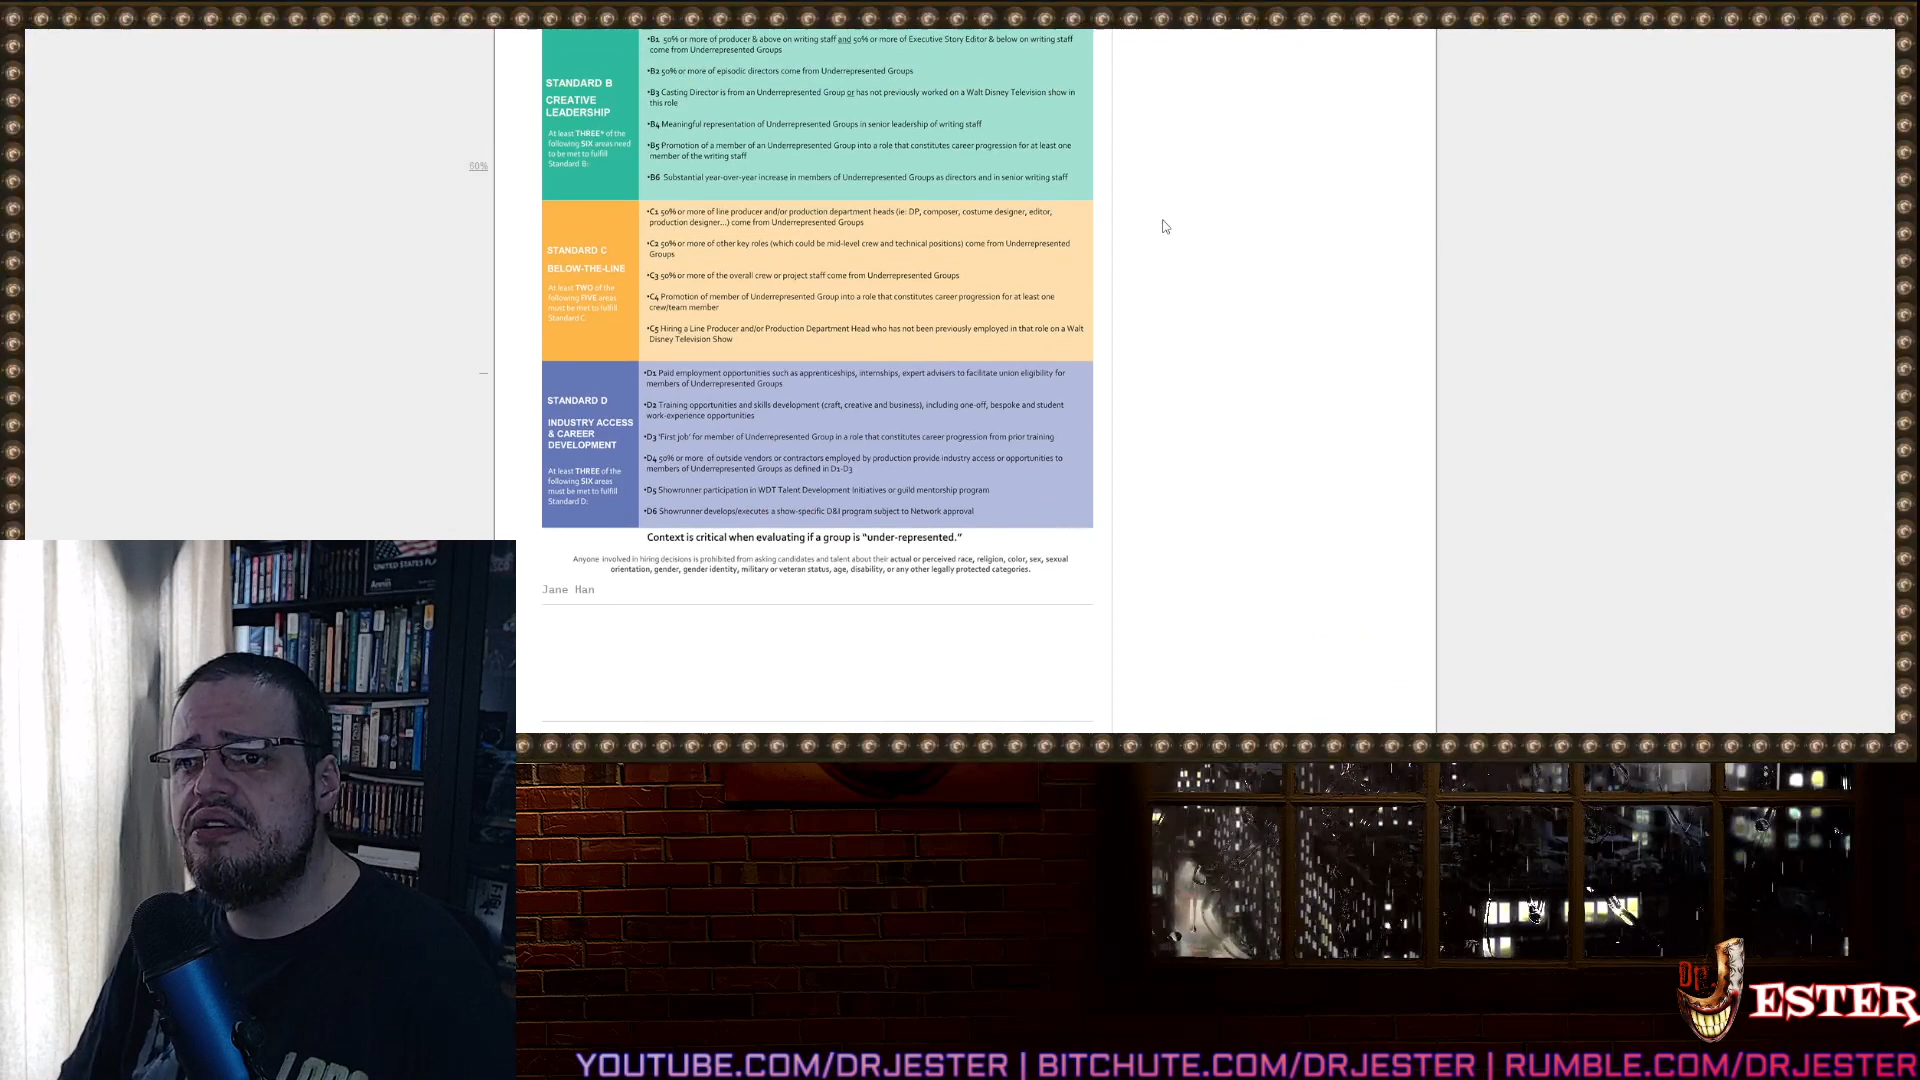 •B1 50% or more of producer & above on writing staff and 50% or more of Executive Story Editor & below on writing staff
come from Underrepresented Groups
•B2 50% or more of episodic directors come from Underrepresented Groups
•B3 Casting Director is from an Underrepresented Group or has not previously worked on a Walt Disney Television show in
this role
•B4 Meaningful representation of Underrepresented Groups in senior leadership of writing staff
•B5 Promotion of a member of an Underrepresented Group into a role that constitutes career progression for at least one
member of the writing staff
•B6 Substantial year-over-year increase in members of Underrepresented Groups as directors and in senior writing staff
STANDARD B
CREATIVE
LEADERSHIP
At least THREE* of the
following SIX areas need
to be met to fulfill
Standard B:
60%
•C1 50% or more of line producer and/or production department heads (ie: DP, composer, costume designer, editor,
production designer...) come from Underrepresented Groups
•C2 50% or more of other key roles (which could be mid-level crew and technical positions) come from Underrepresented
Groups
•C3 50% or more of the overall crew or project staff come from Underrepresented Groups
•C4 Promotion of member of Underrepresented Group into a role that constitutes career progression for at least one
crew/team member
•C5 Hiring a Line Producer and/or Production Department Head who has not been previously employed in that role on a Walt
Disney Television Show
STANDARD C
BELOW-THE-LINE
At least TWO of the
following FIVE areas
must be met to fulfill
Standard C:
•D1 Paid employment opportunities such as apprenticeships, internships, expert advisers to facilitate union eligibility for
members of Underrepresented Groups
•D2 Training opportunities and skills development (craft, creative and business), including one-off, bespoke and student
work-experience opportunities
•D3 'First job' for member of Underrepresented Group in a role that constitutes career progression from prior training
•D4 50% or more of outside vendors or contractors employed by production provide industry access or opportunities to
members of Underrepresented Groups as defined in D1-D3
•D5 Showrunner participation in WDT Talent Development Initiatives or guild mentorship program
•D6 Showrunner develops/executes a show-specific D&I program subject to Network approval
STANDARD D
INDUSTRY ACCESS
& CAREER
DEVELOPMENT
At least THREE of the
following SIX areas
must be met to fulfill
Standard D:
Context is critical when evaluating if a group is “under-represented.”
Anyone involved in hiring decisions is prohibited from asking candidates and talent about their actual or perceived race, religion, color, sex, sexual
orientation, gender, gender identity, military or veteran status, age, disability, or any other legally protected categories.
Jane Han
UNITED STATES FLA
Annin
Dr
JESTER
YOUTUBE.COM/DRJESTER | BITCHUTE.COM/DRJESTER | RUMBLE.COM/DRJESTER